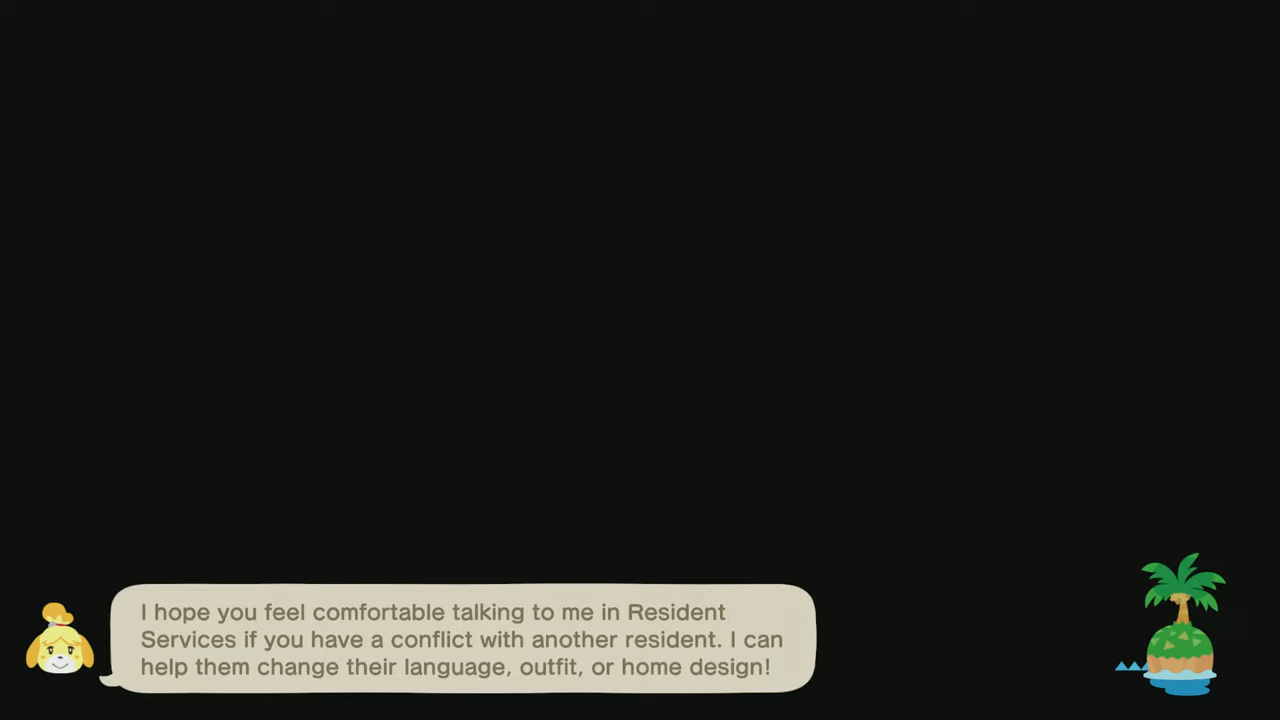 I hope you feel comfortable talking to me in Resident
Services if you have a conflict with another resident. I can
help them change their language, outfit, or home design!